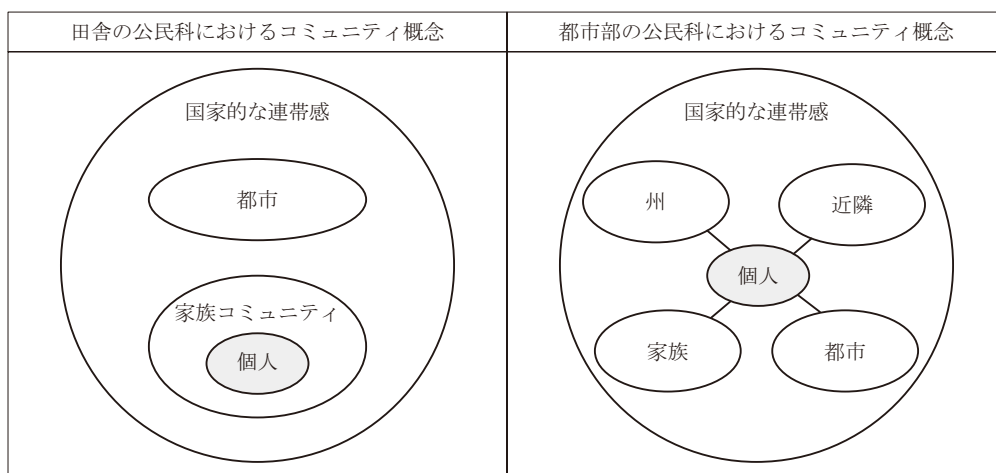 田舎の公民科におけるコミュニティ概念
国家的な連帯感
都市
家族コミュニティ
個人
都市部の公民科におけるコミュニティ概念
国家的な連帯感
州
近隣
個人
家族
都市